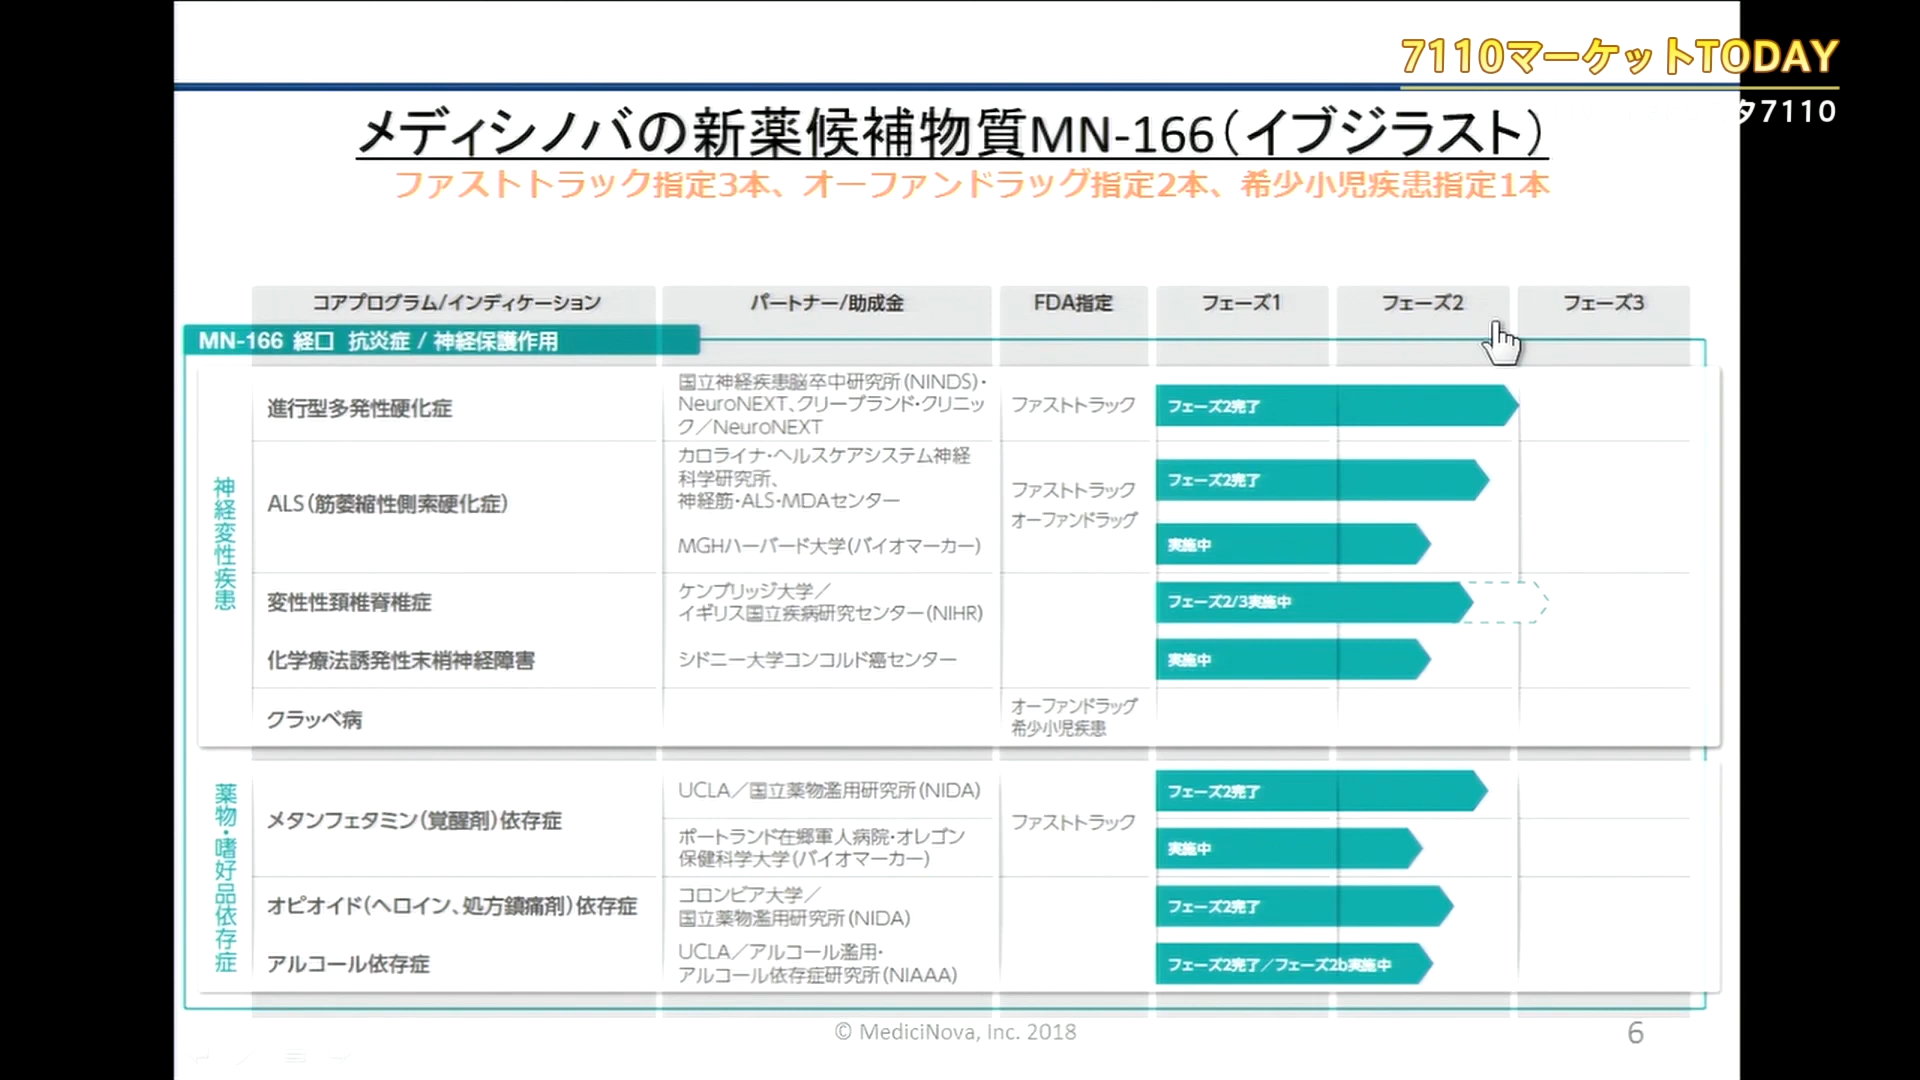 7110マーケットTODAY
タ7110
メディシノバの新薬候補物質MN-166(イブジラスト)
ファストトラック指定3本、オーファンドラッグ指定2本、希少小児疾患指定1本
コアプログラム/インディケーション
パートナー/助成金
FDA指定
フェーズ1
フェーズ2
フェーズ3
MN-166 経口 抗炎症 / 神経保護作用
神経変性疾患
進行型多発性硬化症
国立神経疾患脳卒中研究所(NINDS)・
NeuroNEXT、クリーブランド・クリニッ
ク/NeuroNEXT
ファストトラック
フェーズ2完了
ALS(筋萎縮性側索硬化症)
カロライナ・ヘルスケアシステム神経
科学研究所、
神経筋・ALS・MDAセンター
MGHハーバード大学(バイオマーカー)
ファストトラック
オーファンドラッグ
フェーズ2完了
実施中
変性性頚椎脊椎症
ケンブリッジ大学/
イギリス国立疾病研究センター(NIHR)
フェーズ2/3実施中
化学療法誘発性末梢神経障害
シドニー大学コンコルド癌センター
実施中
クラッベ病
オーファンドラッグ
希少小児疾患
薬物・嗜好品依存症
メタンフェタミン(覚醒剤)依存症
UCLA/国立薬物濫用研究所(NIDA)
ポートランド在郷軍人病院・オレゴン
保健科学大学(バイオマーカー)
ファストトラック
フェーズ2完了
実施中
オピオイド(ヘロイン、処方鎮痛剤)依存症
コロンビア大学/
国立薬物濫用研究所(NIDA)
フェーズ2完了
アルコール依存症
UCLA/アルコール濫用・
アルコール依存症研究所(NIAAA)
フェーズ2完了/フェーズ2b実施中
© MediciNova, Inc. 2018
6